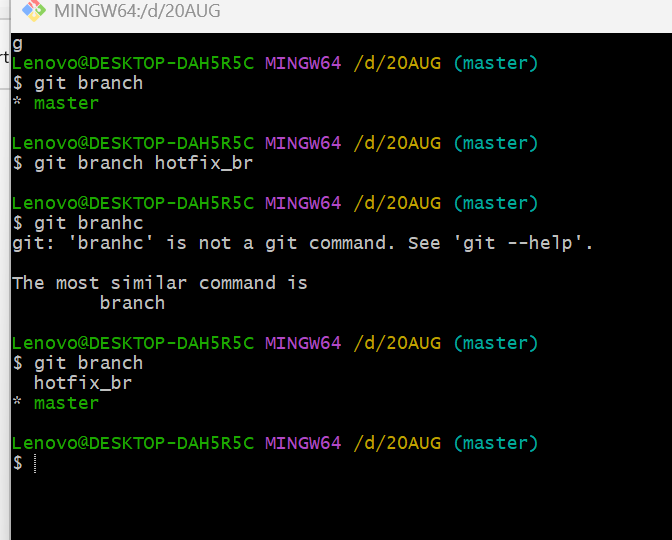 MINGW64:/d/20AUG
g
rt
Lenovo@DESKTOP-DAH5R5C MINGW64 /d/20AUG (master)
$ git branch
* master
Lenovo@DESKTOP-DAH5R5C MINGW64 /d/20AUG (master)
$ git branch hotfix_br
Lenovo@DESKTOP-DAH5R5C MINGW64 /d/20AUG (master)
$ git branhc
git: 'branhc' is not a git command. See 'git --help'.
The most similar command is
branch
Lenovo@DESKTOP-DAH5R5C MINGW64 /d/20AUG (master)
$ git branch
hotfix_br
* master
Lenovo@DESKTOP-DAH5R5C MINGW64 /d/20AUG (master)
$